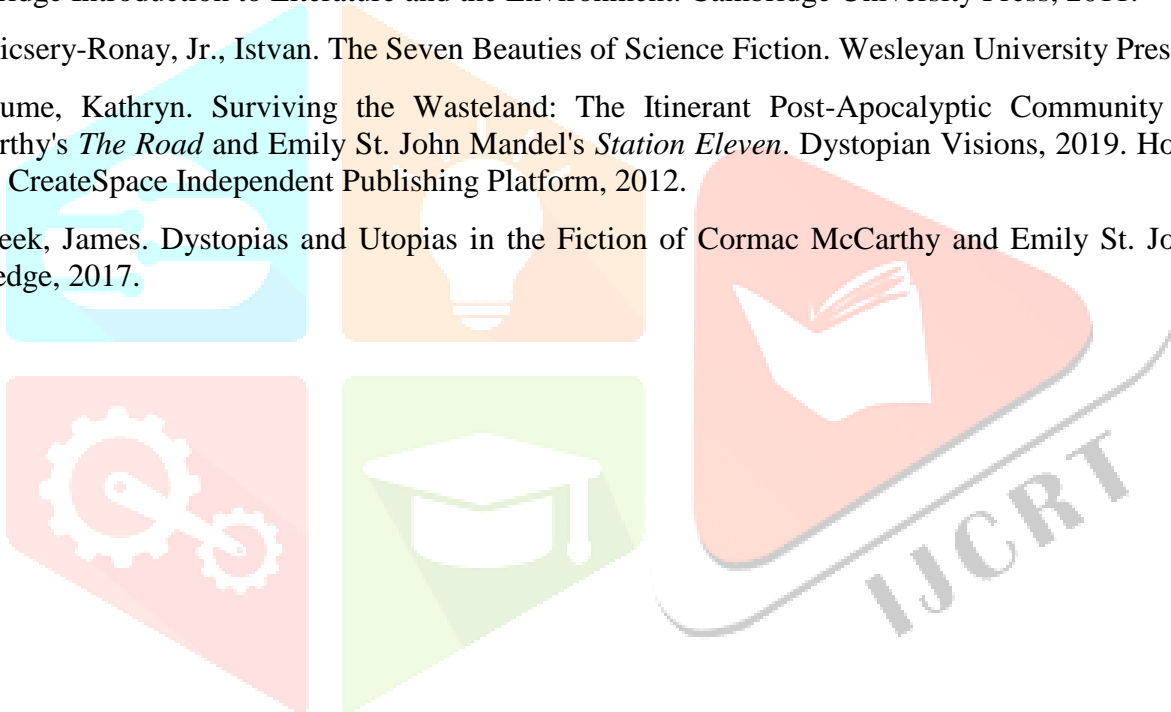 ridge Introduction to Literature and the Environment. Cambridge University Press, 2011.
icsery-Ronay, Jr., Istvan. The Seven Beauties of Science Fiction. Wesleyan University Pres
ume, Kathryn. Surviving the Wasteland: The Itinerant Post-Apocalyptic Community
arthy's The Road and Emily St. John Mandel's Station Eleven. Dystopian Visions, 2019. Ho
CreateSpace Independent Publishing Platform, 2012.
eek, James. Dystopias and Utopias in the Fiction of Cormac McCarthy and Emily St. Jo
edge, 2017.
IJCRT